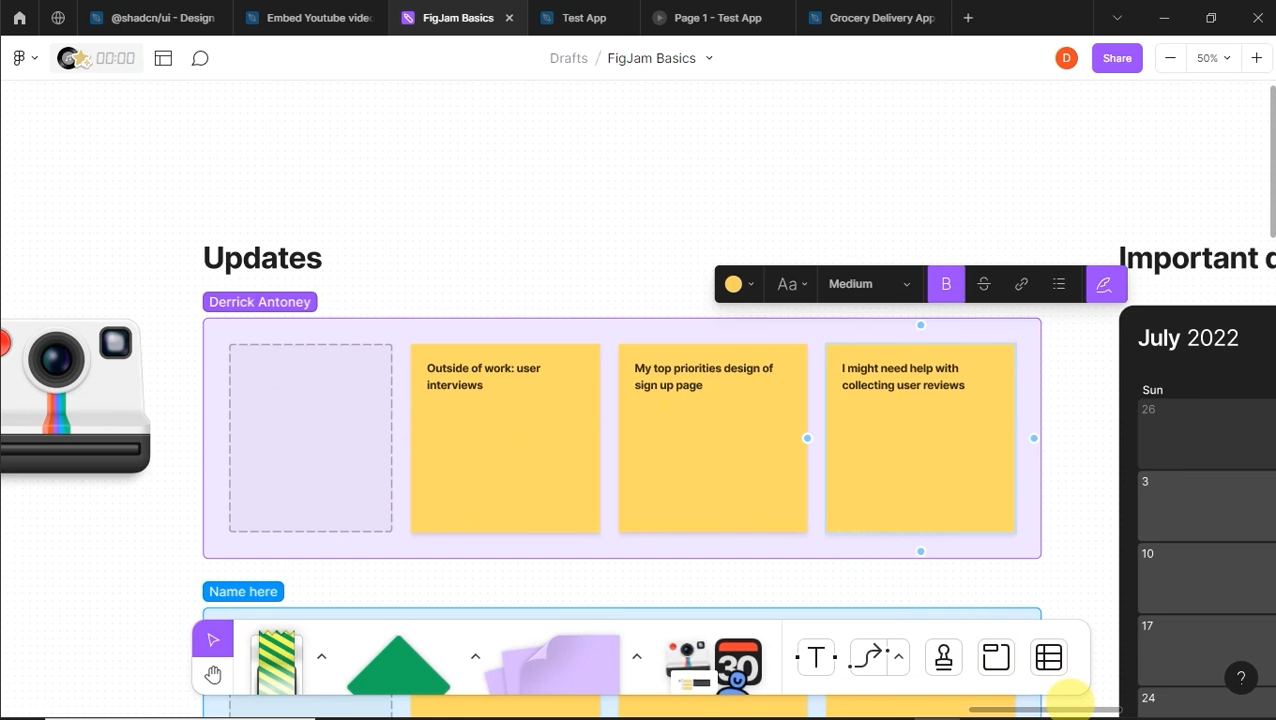 @shadcn/ui - Design
Embed Youtube video
FigJam Basics
Test App
Page 1 - Test App
Grocery Delivery App
00:00
Drafts / FigJam Basics
D
Share
50%
Updates
Important d
Derrick Antoney
Aa
Medium
B
S
July 2022
Sun
26
3
10
17
24
Outside of work: user
interviews
My top priorities design of
sign up page
I might need help with
collecting user reviews
Name here
30
T
?